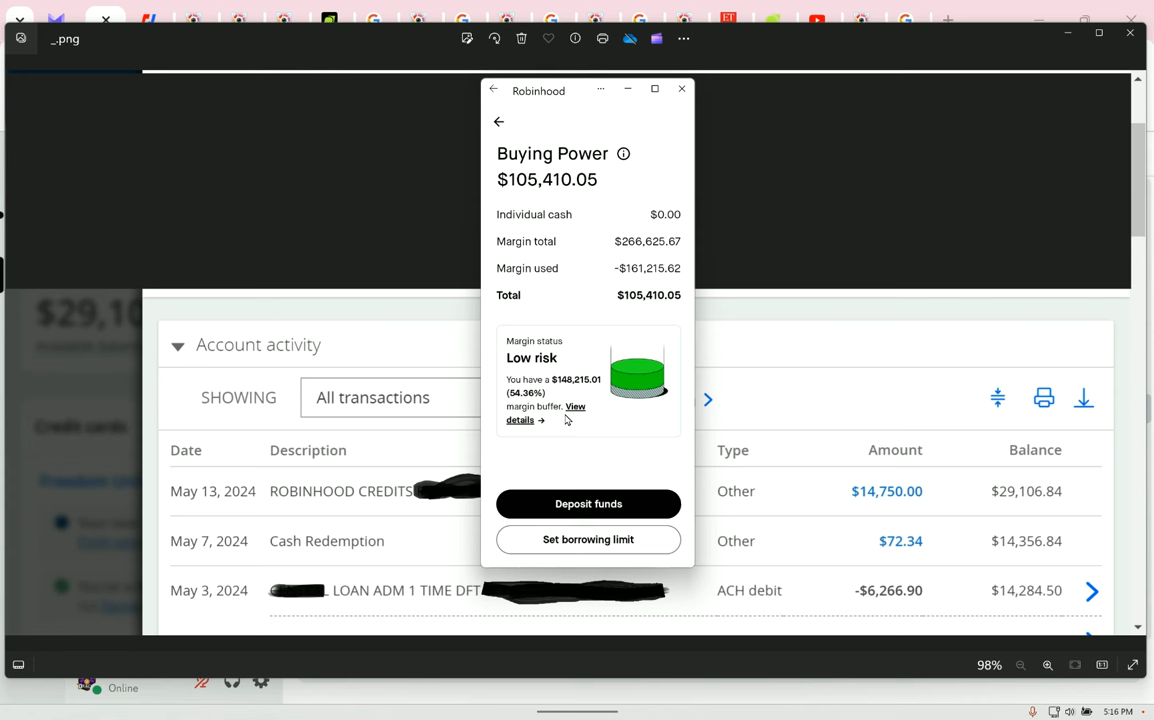 _.png
Robinhood
Buying Power
$105,410.05
Individual cash $0.00
Margin total $266,625.67
Margin used -$161,215.62
Total $105,410.05
Margin status
Low risk
You have a $148,215.01
(54.36%)
margin buffer. View
details →
Deposit funds
Set borrowing limit
$29,10
Account activity
SHOWING All transactions
Date Description Type Amount Balance
May 13, 2024 ROBINHOOD CREDITS Other $14,750.00 $29,106.84
May 7, 2024 Cash Redemption Other $72.34 $14,356.84
May 3, 2024 LOAN ADM 1 TIME DFT ACH debit -$6,266.90 $14,284.50
Credit cards
98%
Online
5:16 PM